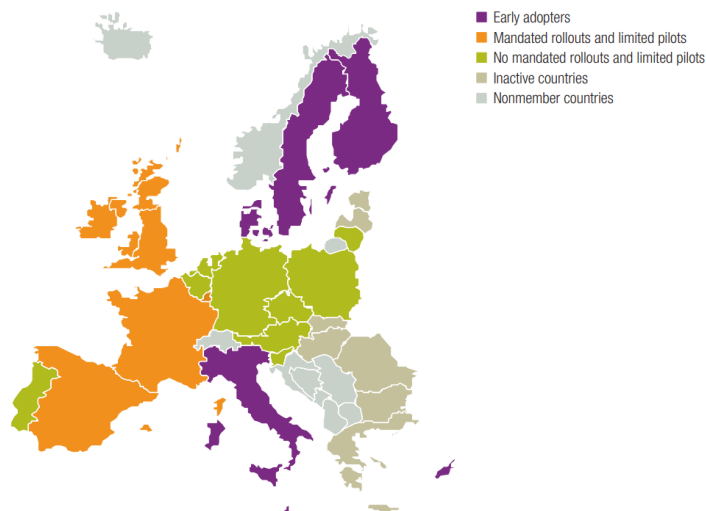 Early adopters
Mandated rollouts and limited pilots
No mandated rollouts and limited pilots
Inactive countries
Nonmember countries